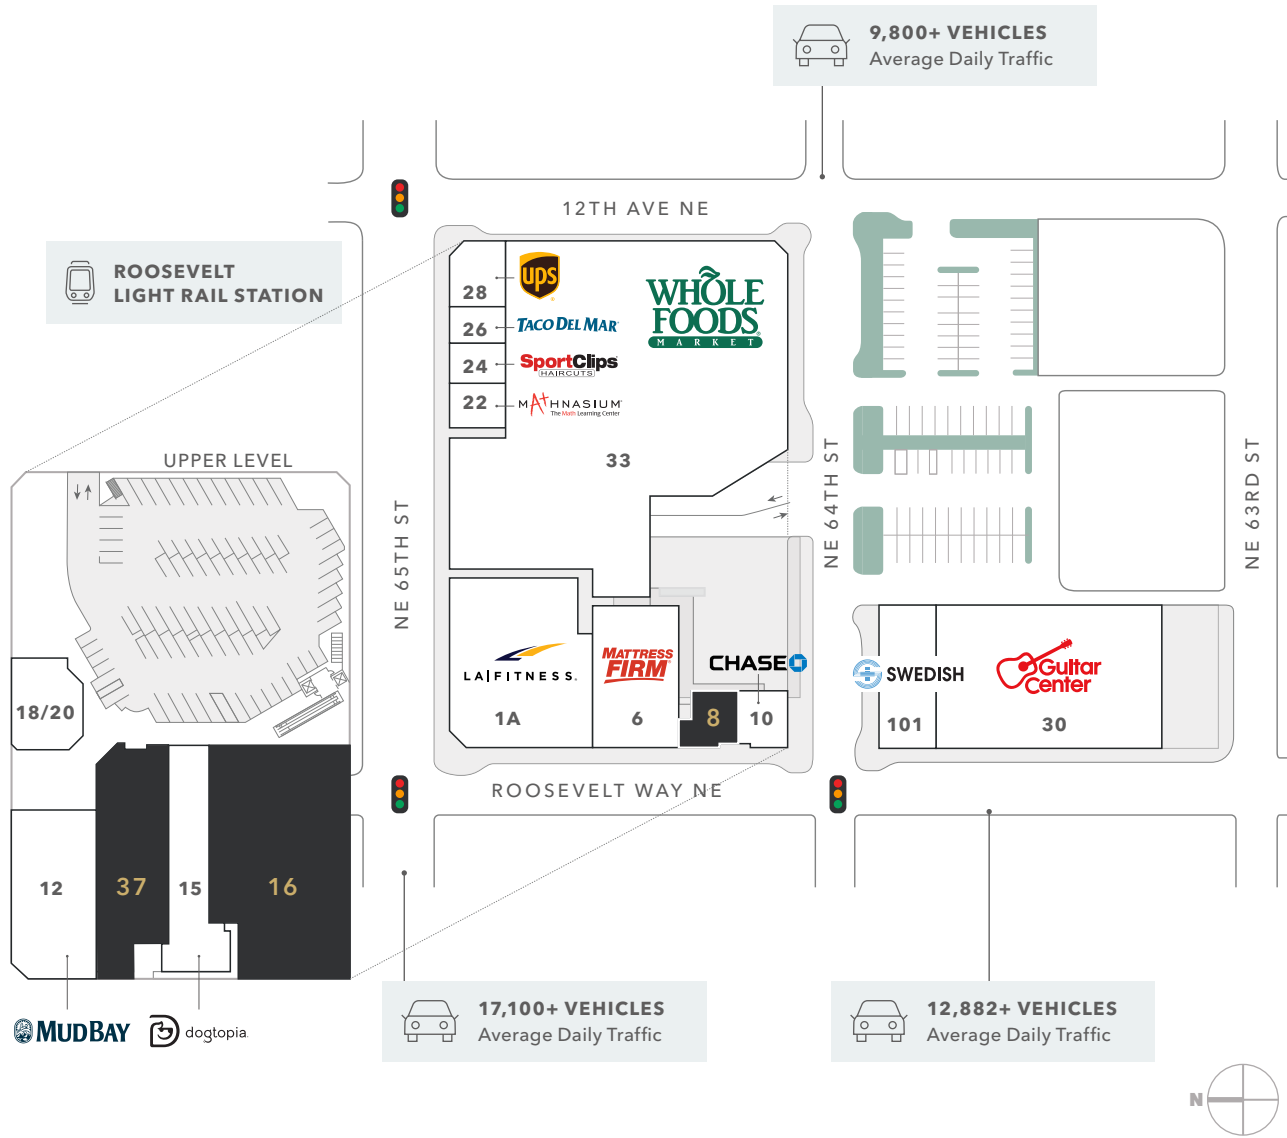 9,800+ VEHICLES
Average Daily Traffic
12TH AVE NE
ROOSEVELT
LIGHT RAIL STATION
28
ups
26
TACO DEL MAR
24
SportClips
HAIRCUTS
22
MATHNASIUM
The Math Learning Center
WHOLE
FOODS
MARKET
33
UPPER LEVEL
NE 65TH ST
NE 64TH ST
NE 63RD ST
LA|FITNESS.
1A
MATTRESS
FIRM
6
CHASE
8
10
SWEDISH
101
Guitar
Center
30
18/20
ROOSEVELT WAY NE
12
37
15
16
MUD BAY
dogtopia
17,100+ VEHICLES
Average Daily Traffic
12,882+ VEHICLES
Average Daily Traffic
N